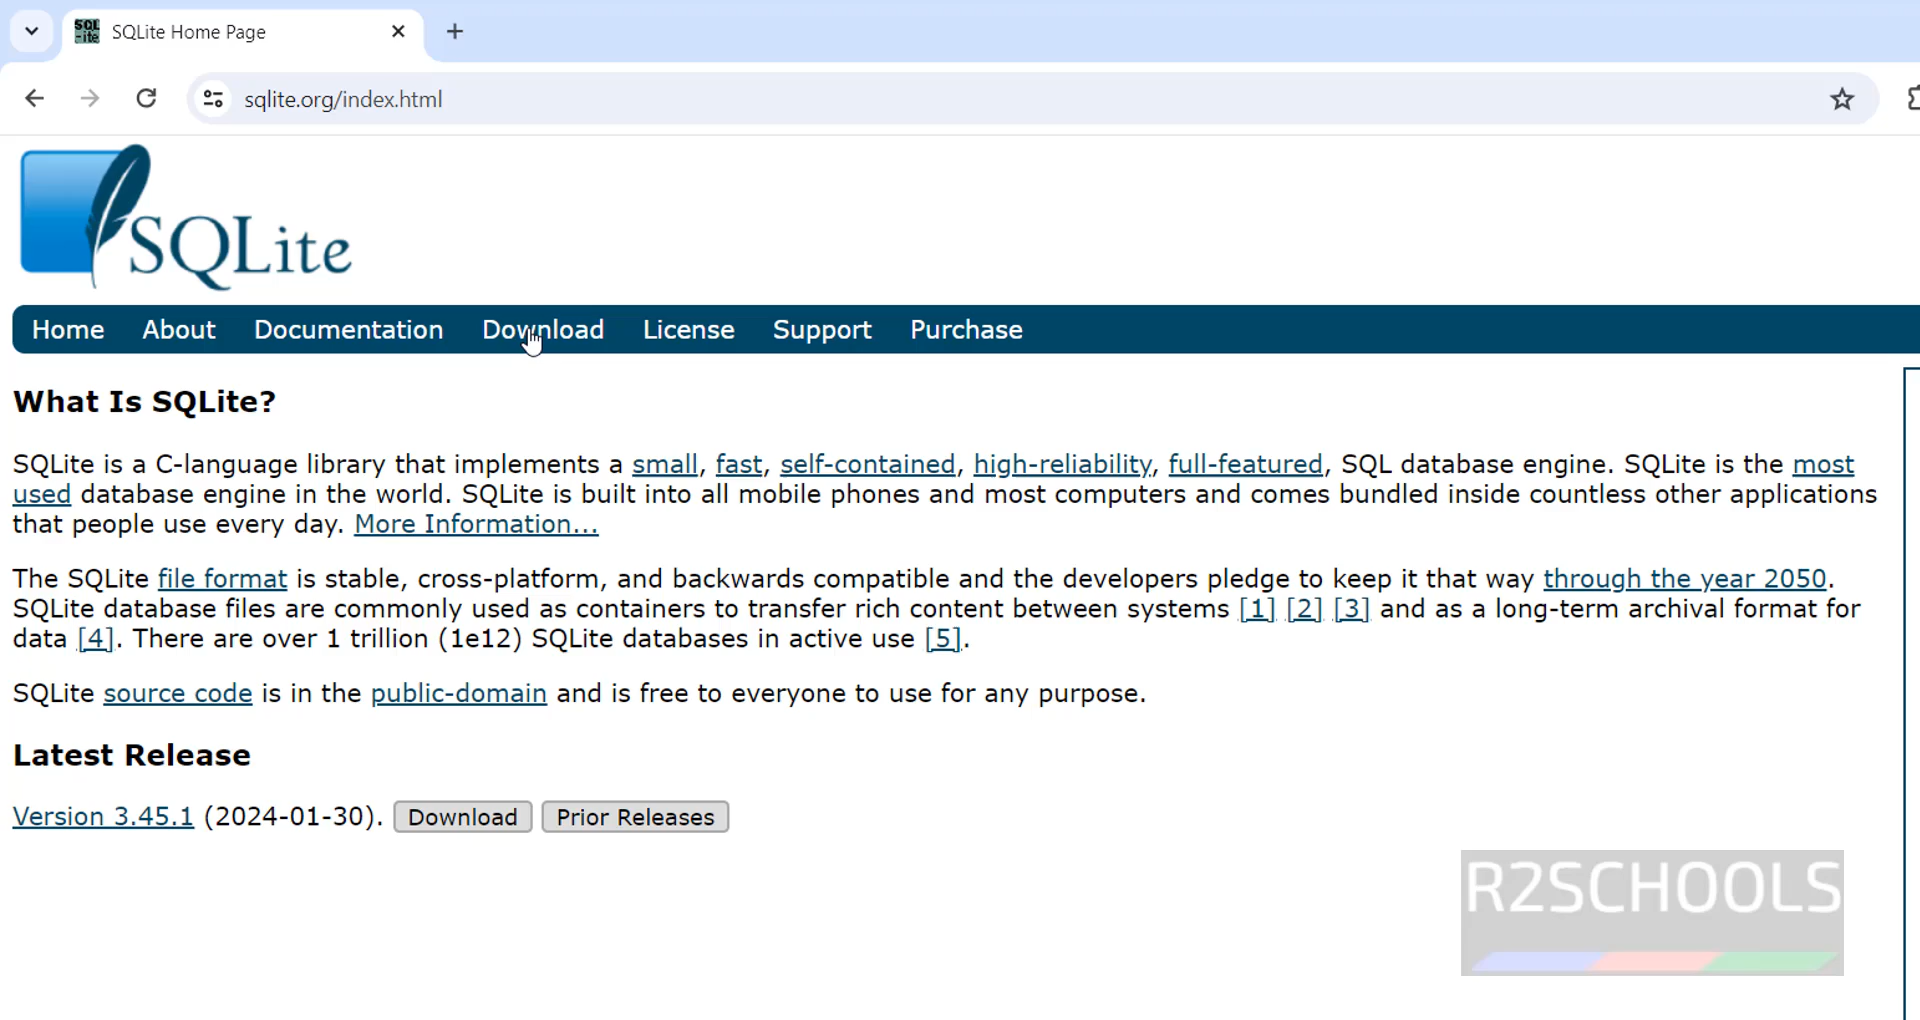 SQL
-ite
SQLite Home Page
sqlite.org/index.html
SQLite
Home About Documentation Download License Support Purchase
What Is SQLite?
SQLite is a C-language library that implements a small, fast, self-contained, high-reliability, full-featured, SQL database engine. SQLite is the most
used database engine in the world. SQLite is built into all mobile phones and most computers and comes bundled inside countless other applications
that people use every day. More Information...
The SQLite file format is stable, cross-platform, and backwards compatible and the developers pledge to keep it that way through the year 2050.
SQLite database files are commonly used as containers to transfer rich content between systems [1] [2] [3] and as a long-term archival format for
data [4]. There are over 1 trillion (1e12) SQLite databases in active use [5].
SQLite source code is in the public-domain and is free to everyone to use for any purpose.
Latest Release
Version 3.45.1 (2024-01-30). Download Prior Releases
R2SCHOOLS